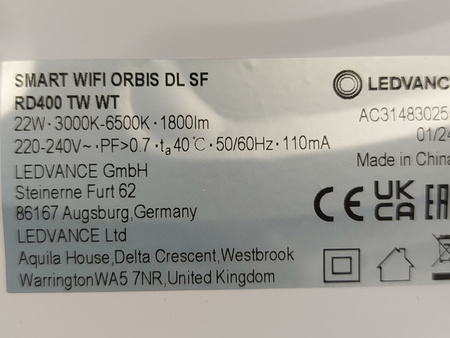 SMART WIFI ORBIS DL SF
RD400 TW WT
22W·3000K-6500K·1800lm
220-240V~·PF>0.7·ta 40℃·50/60Hz·110mA
LEDVANCE GmbH
Steinerne Furt 62
86167 Augsburg,Germany
LEDVANCE Ltd
Aquila House,Delta Crescent,Westbrook
WarringtonWA5 7NR,United Kingdom
LEDVANCE
AC31483025
01/24
Made in China
CE UK CA EAC